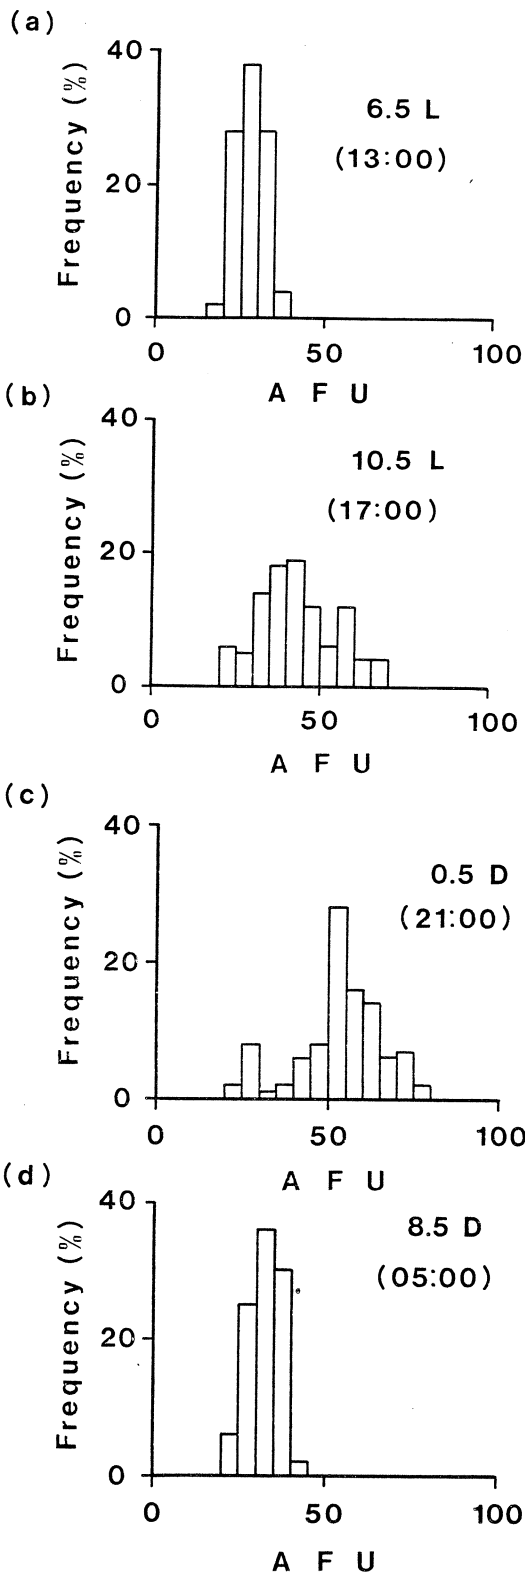 (a)
Frequency (%)
40
20
0
6.5 L
(13:00)
0 50 100
A F U
(b)
Frequency (%)
40
20
0
10.5 L
(17:00)
0 50 100
A F U
(c)
Frequency (%)
40
20
0
0.5 D
(21:00)
0 50 100
A F U
(d)
Frequency (%)
40
20
0
8.5 D
(05:00)
0 50 100
A F U